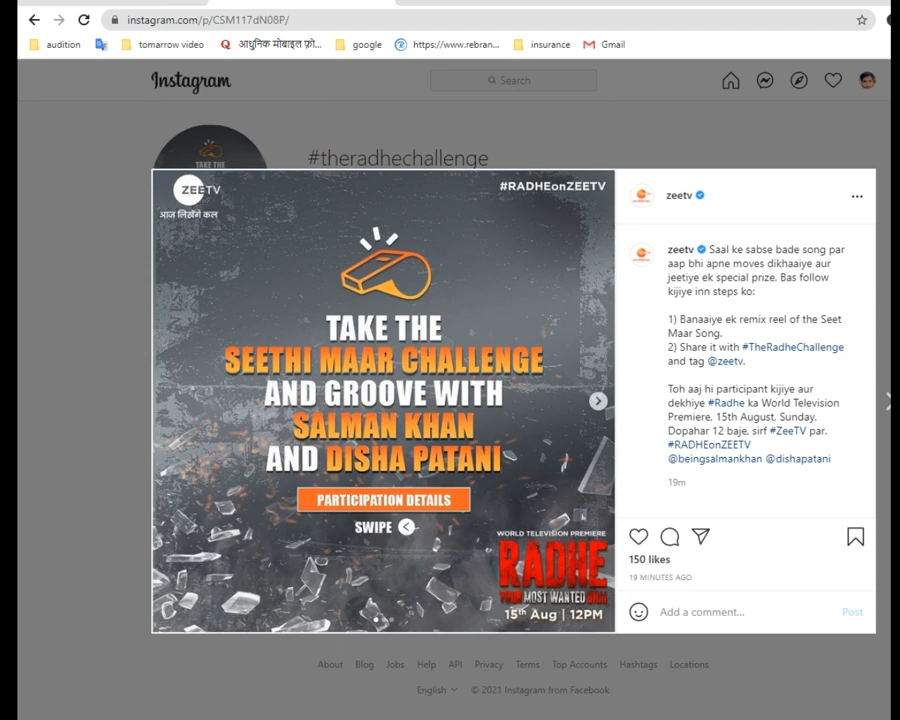 instagram.com/p/CSM117dN08P/
audition
tomarrow video
आधुनिक मोबाइल फ़ो...
google
https://www.rebran...
insurance
Gmail
Instagram
Search
#theradhechallenge
TAKE THE
ZEETV
आज लिखेंगे कल
#RADHEonZEETV
TAKE THE
SEETHI MAAR CHALLENGE
AND GROOVE WITH
SALMAN KHAN
AND DISHA PATANI
PARTICIPATION DETAILS
SWIPE
WORLD TELEVISION PREMIERE
RADHE
YOUR MOST WANTED BHAI
15th Aug | 12PM
zeetv
zeetv Saal ke sabse bade song par
aap bhi apne moves dikhaaiye aur
jeetiye ek special prize. Bas follow
kijiye inn steps ko:
1) Banaaiye ek remix reel of the Seet
Maar Song.
2) Share it with #TheRadheChallenge
and tag @zeetv.
Toh aaj hi participant kijiye aur
dekhiye #Radhe ka World Television
Premiere, 15th August, Sunday,
Dopahar 12 baje, sirf #ZeeTV par.
#RADHEonZEETV
@beingsalmankhan @dishapatani
19m
150 likes
19 MINUTES AGO
Add a comment...
Post
About Blog Jobs Help API Privacy Terms Top Accounts Hashtags Locations
English © 2021 Instagram from Facebook